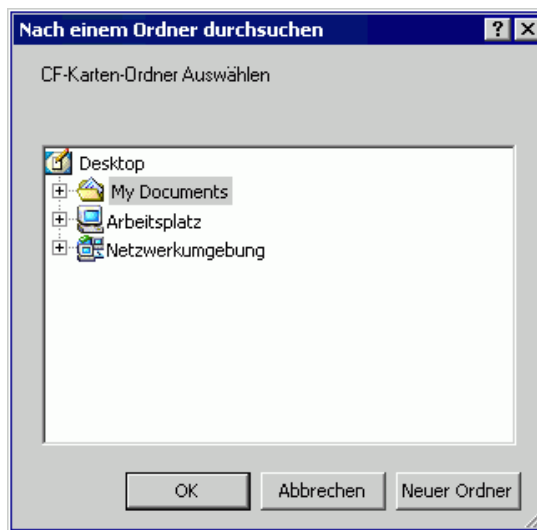 Nach einem Ordner durchsuchen
CF-Karten-Ordner Auswählen
Desktop
My Documents
Arbeitsplatz
Netzwerkumgebung
OK Abbrechen Neuer Ordner